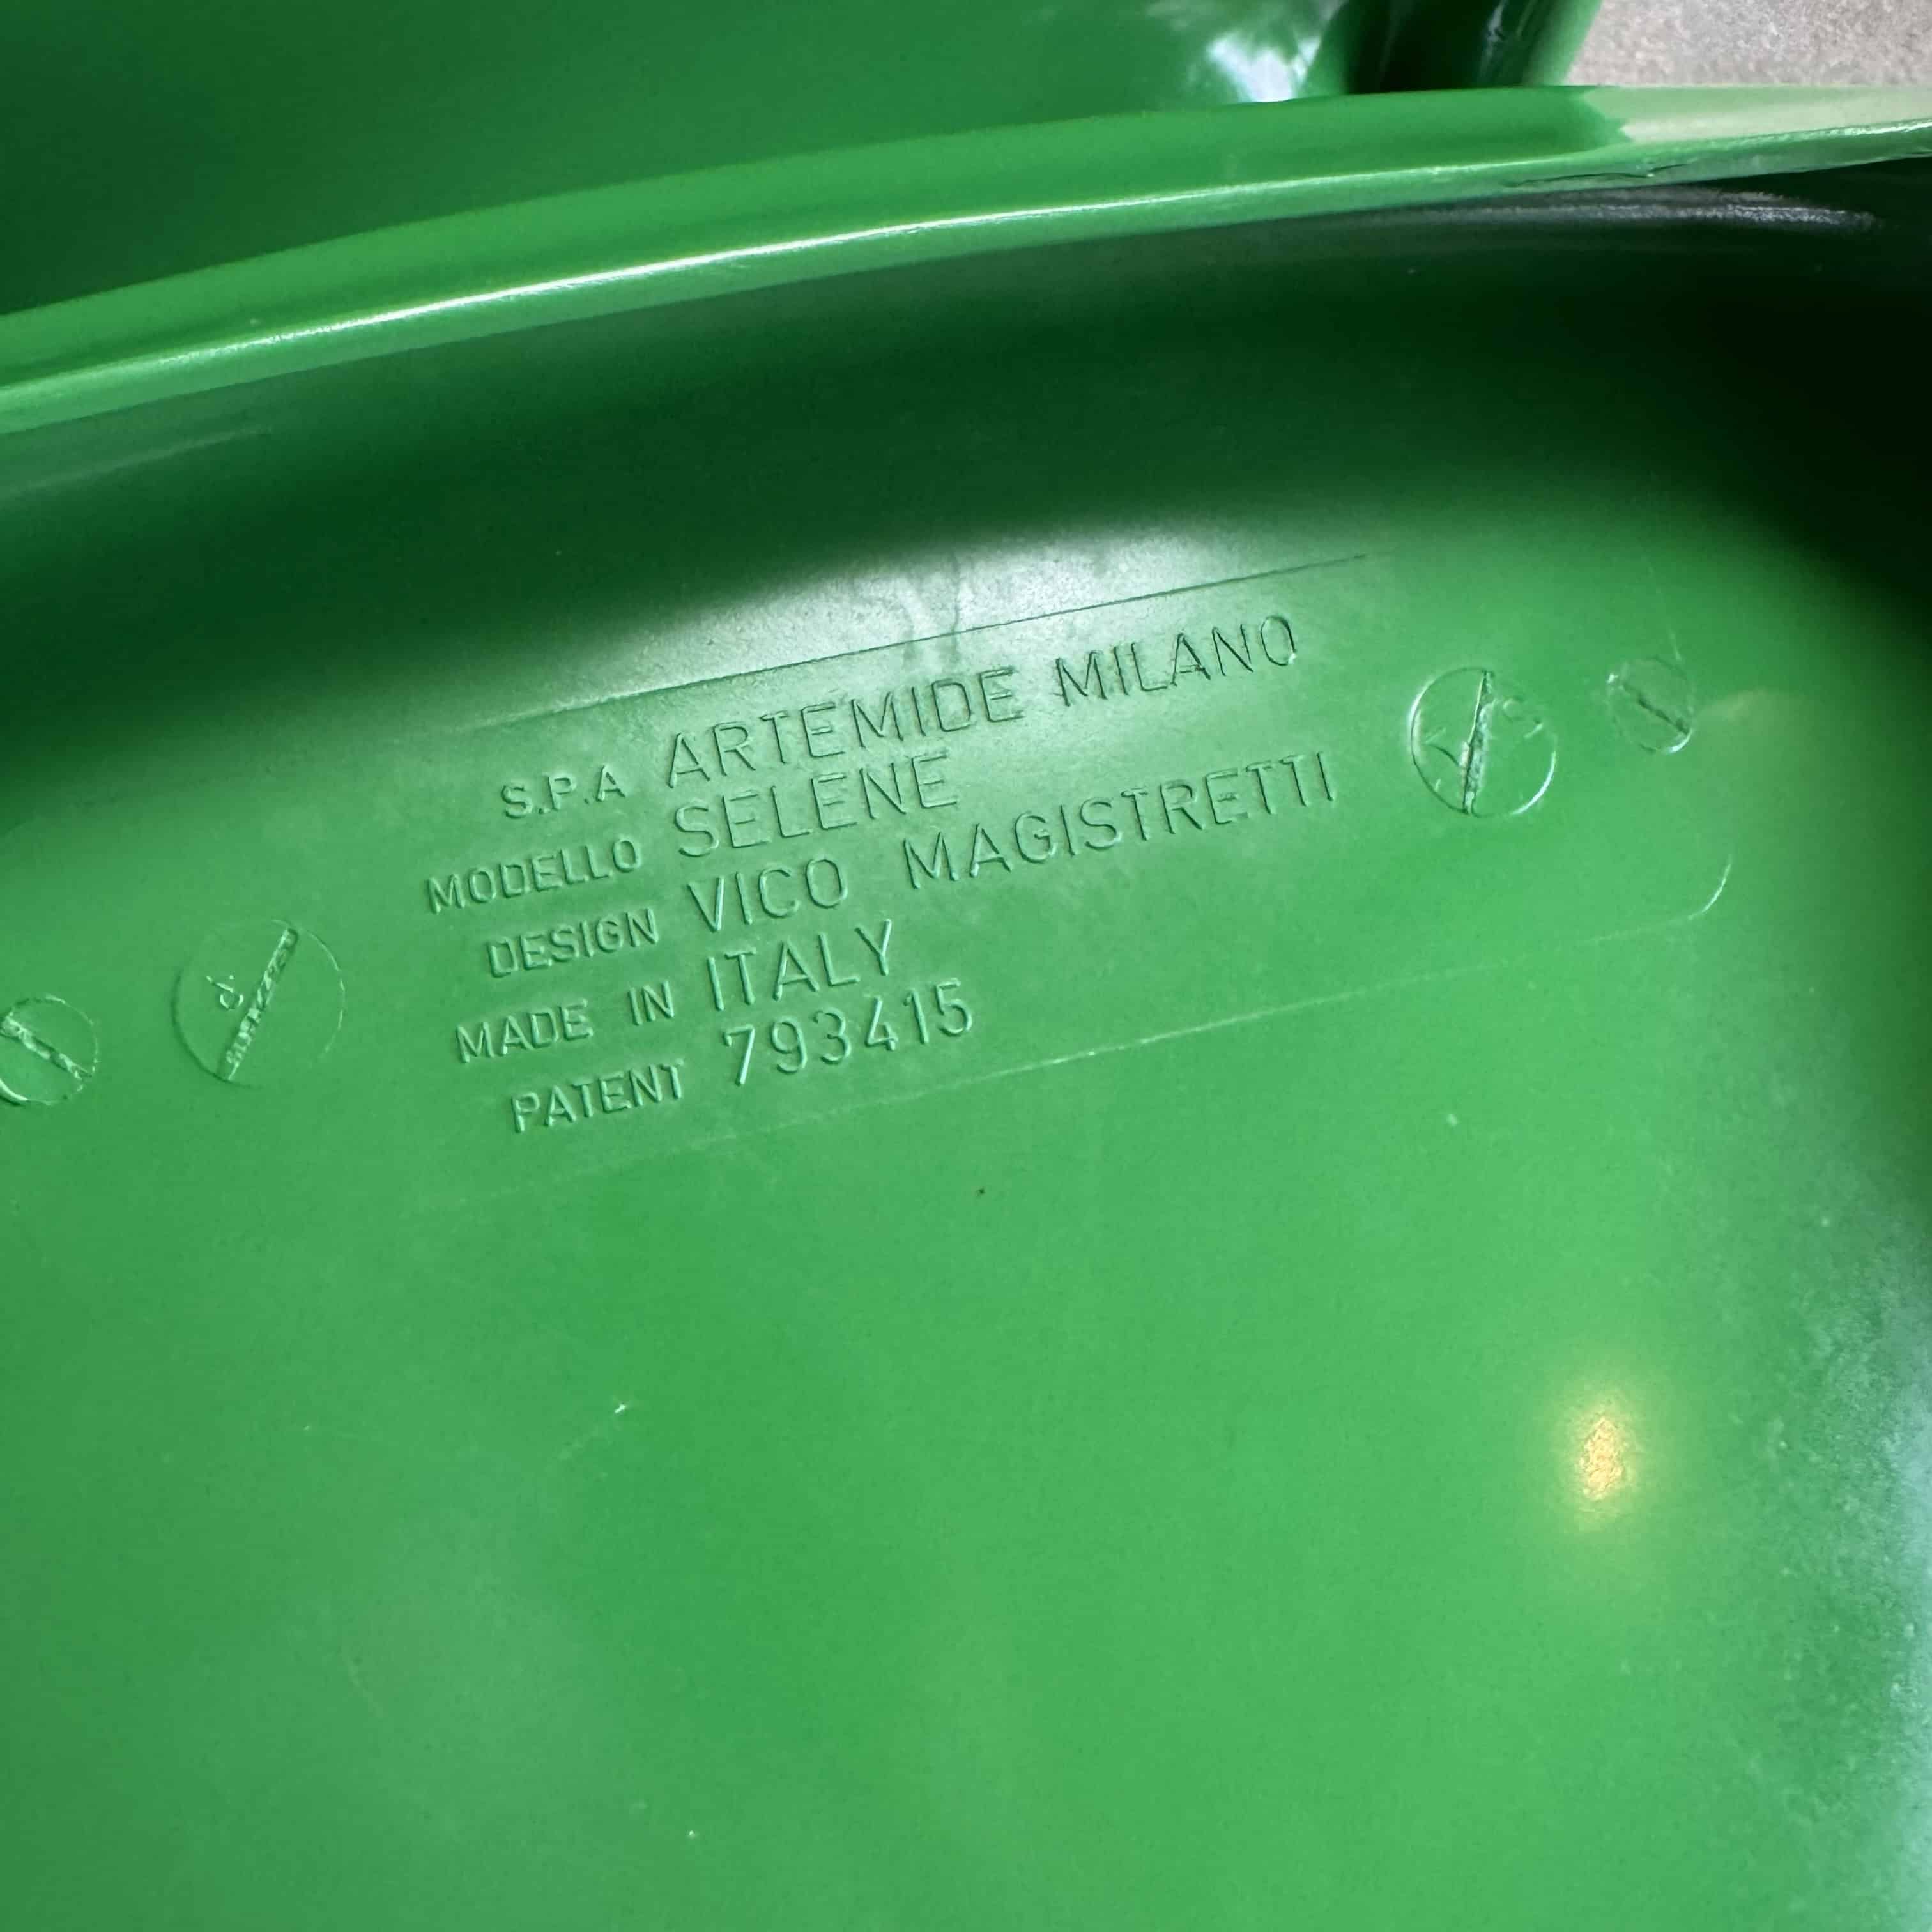 S.P.A ARTEMIDE MILANO
MODELLO SELENE
DESIGN VICO MAGISTRETTI
MADE IN ITALY
PATENT 793415